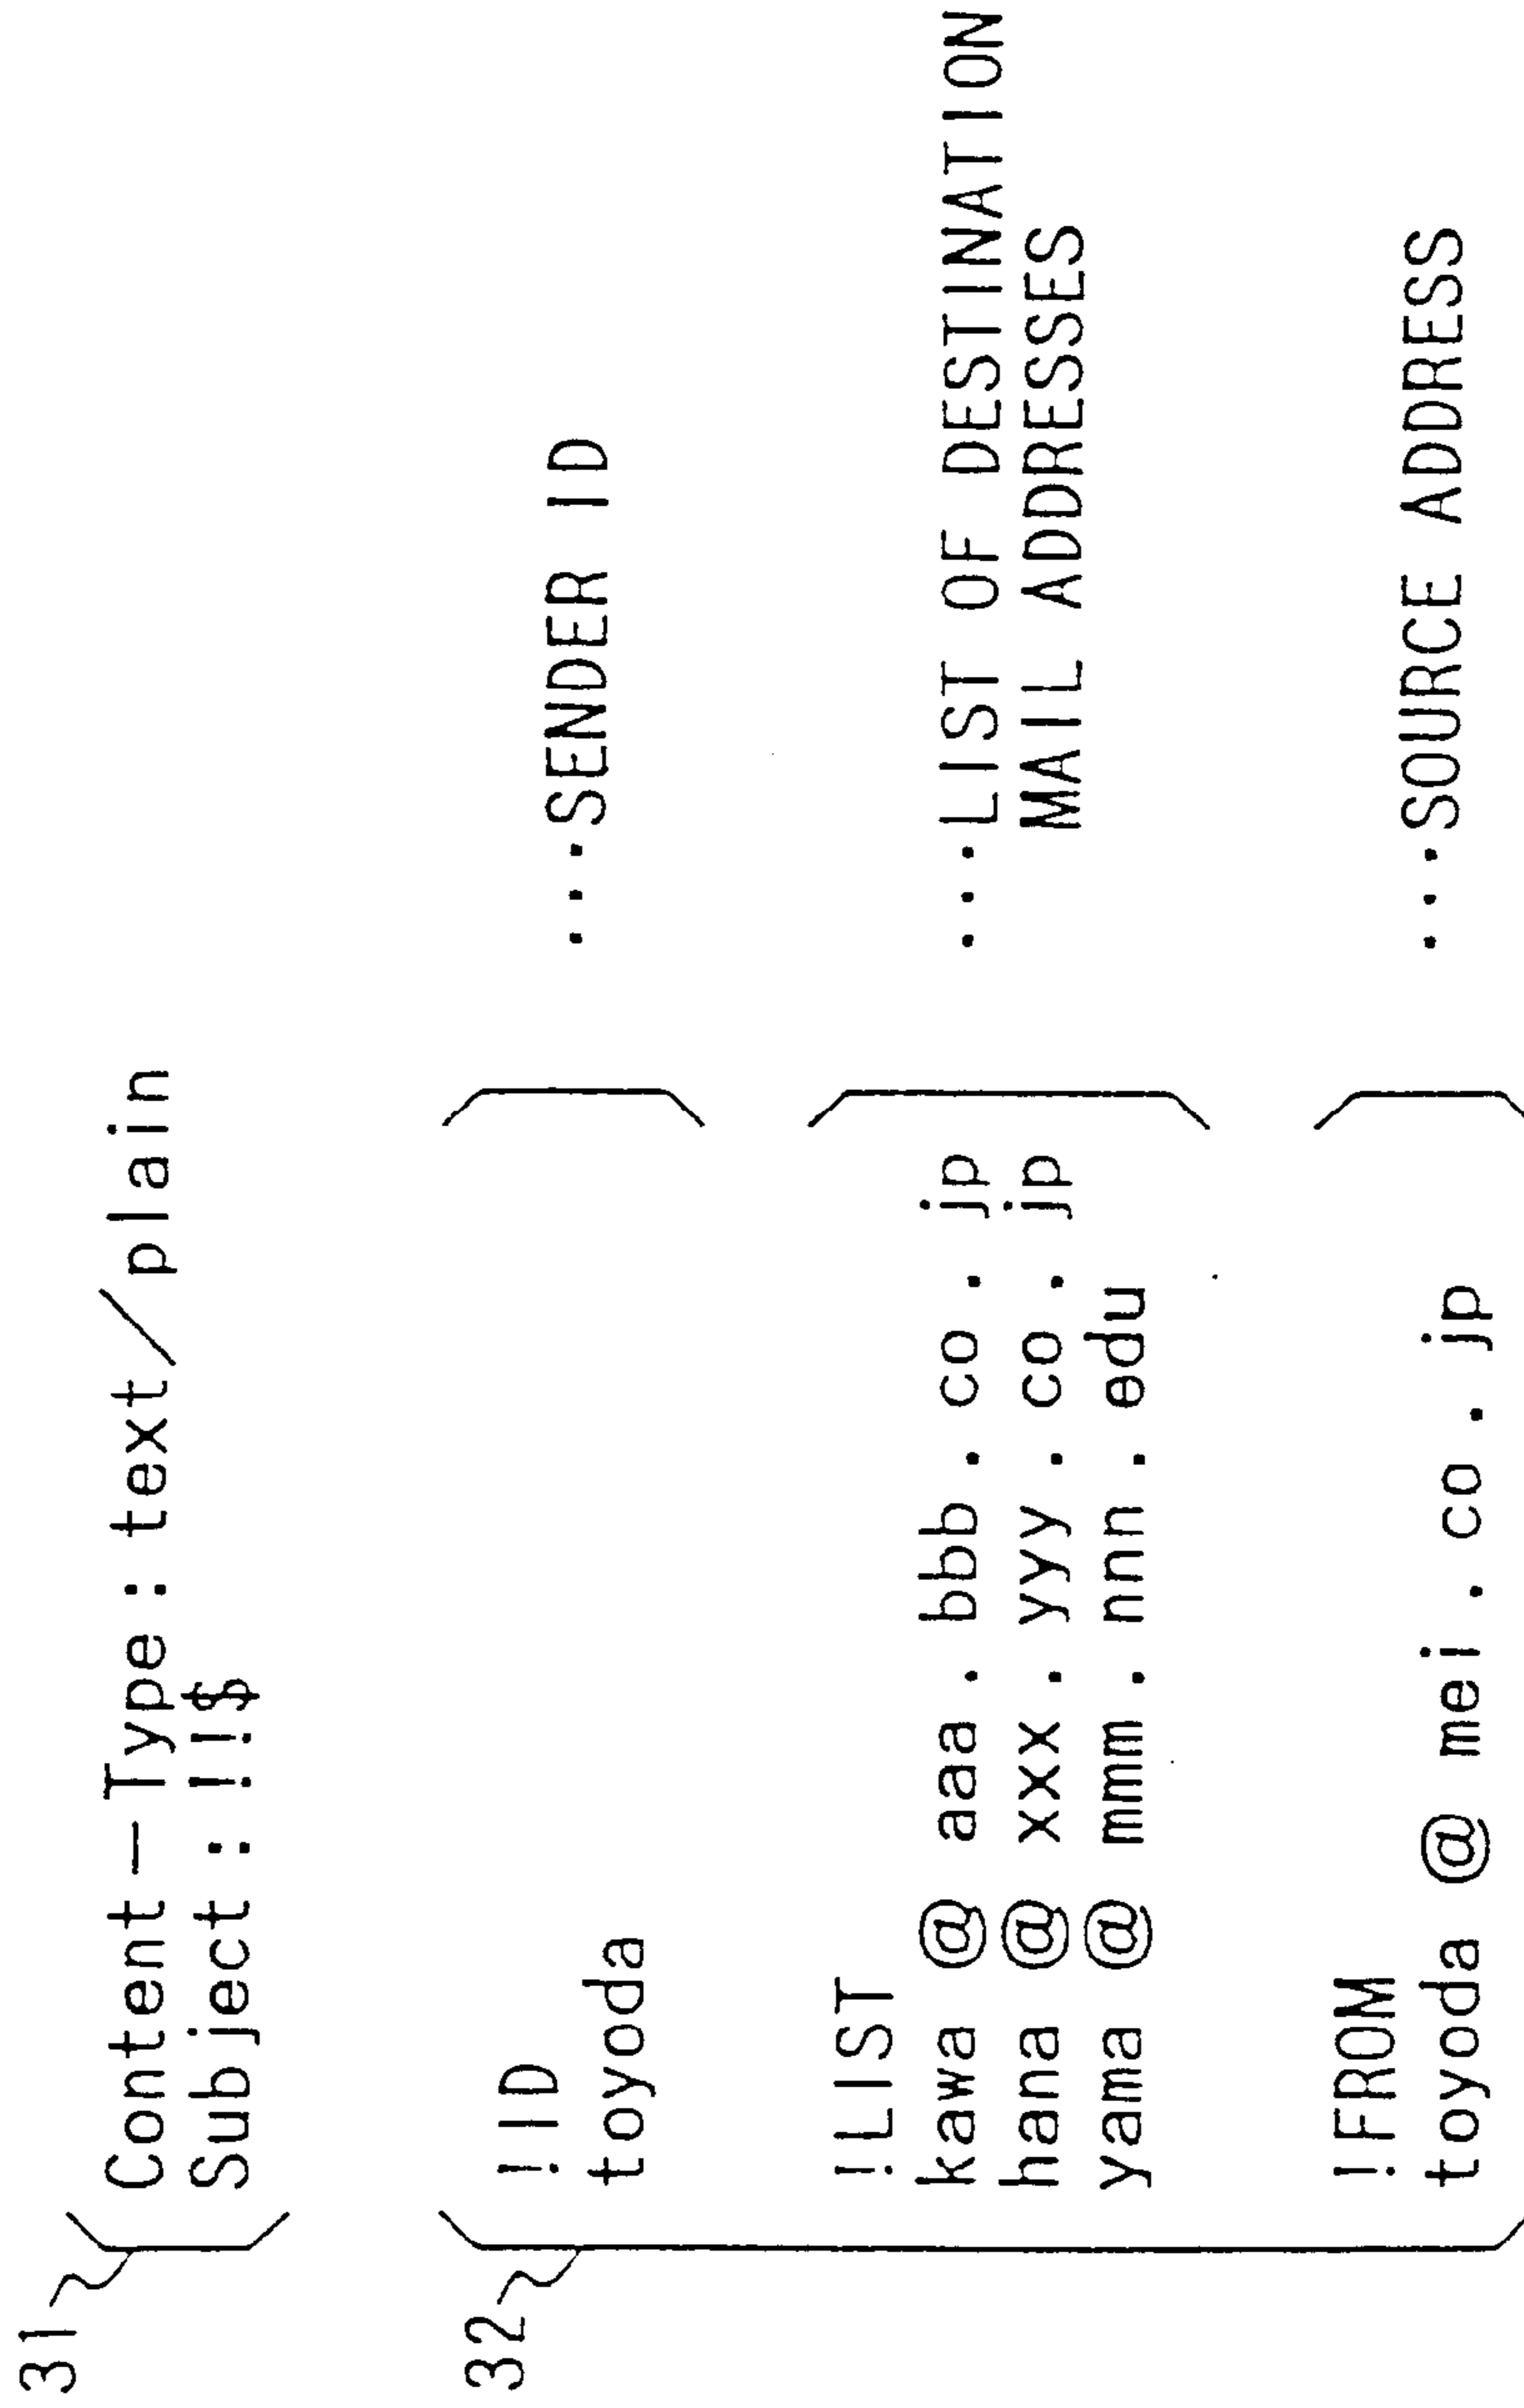 31
Content-Type : text/plain
Subject : !!$
32
!ID
toyoda
...SENDER ID
!LIST
kawa @ aaa . bbb . co . jp
hana @ xxx . yyy . co . jp
yama @ mmm . nnn . edu
...LIST OF DESTINATION
MAIL ADDRESSES
!FROM
toyoda @ mei . co . jp
...SOURCE ADDRESS